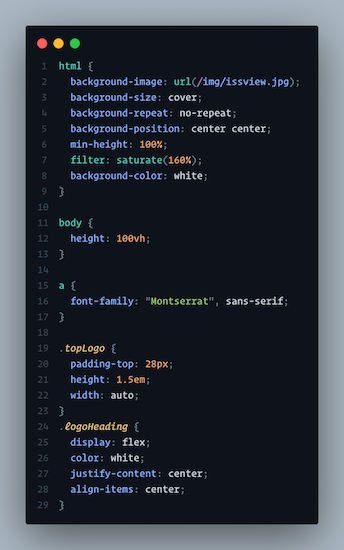 1 html {
2 background-image: url(/img/issview.jpg);
3 background-size: cover;
4 background-repeat: no-repeat;
5 background-position: center center;
6 min-height: 100%;
7 filter: saturate(160%);
8 background-color: white;
9 }
10
11 body {
12 height: 100vh;
13 }
14
15 a {
16 font-family: "Montserrat", sans-serif;
17 }
18
19 .topLogo {
20 padding-top: 28px;
21 height: 1.5em;
22 width: auto;
23 }
24 .logoHeading {
25 display: flex;
26 color: white;
27 justify-content: center;
28 align-items: center;
29 }